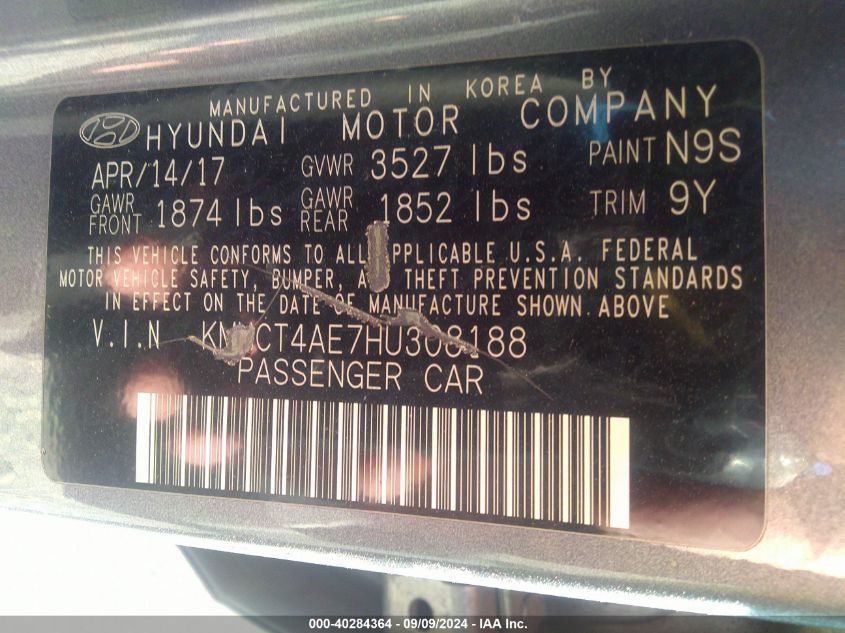 MANUFACTURED IN KOREA BY
HYUNDAI MOTOR COMPANY
APR/14/17 GVWR 3527 lbs PAINT N9S
GAWR FRONT 1874 lbs GAWR REAR 1852 lbs TRIM 9Y
THIS VEHICLE CONFORMS TO ALL APPLICABLE U.S.A. FEDERAL
MOTOR VEHICLE SAFETY, BUMPER, AND THEFT PREVENTION STANDARDS
IN EFFECT ON THE DATE OF MANUFACTURE SHOWN ABOVE
V.I.N
PASSENGER CAR
000-40284364 - 09/09/2024 - IAA Inc.